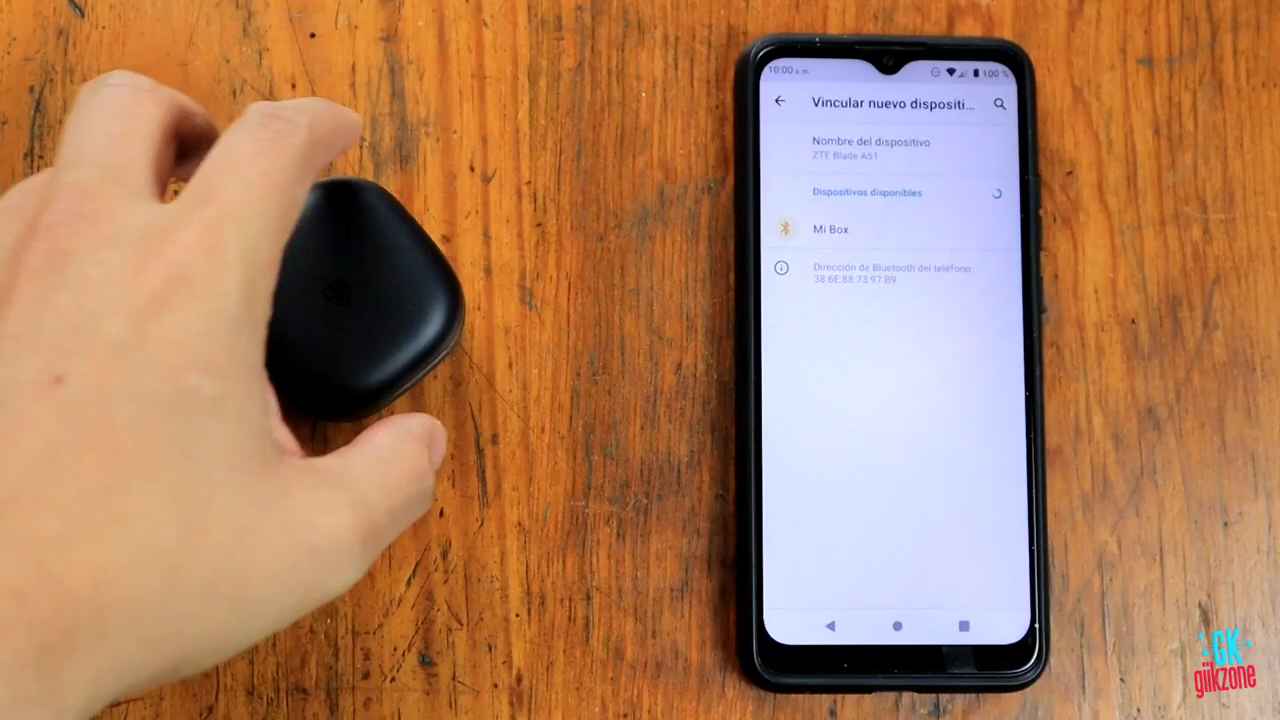 10:00 a. m.
100 %
Vincular nuevo dispositi...
Nombre del dispositivo
ZTE Blade A51
Dispositivos disponibles
Mi Box
Dirección de Bluetooth del teléfono:
38:6E:88:73:97:B9
GK
giikzone